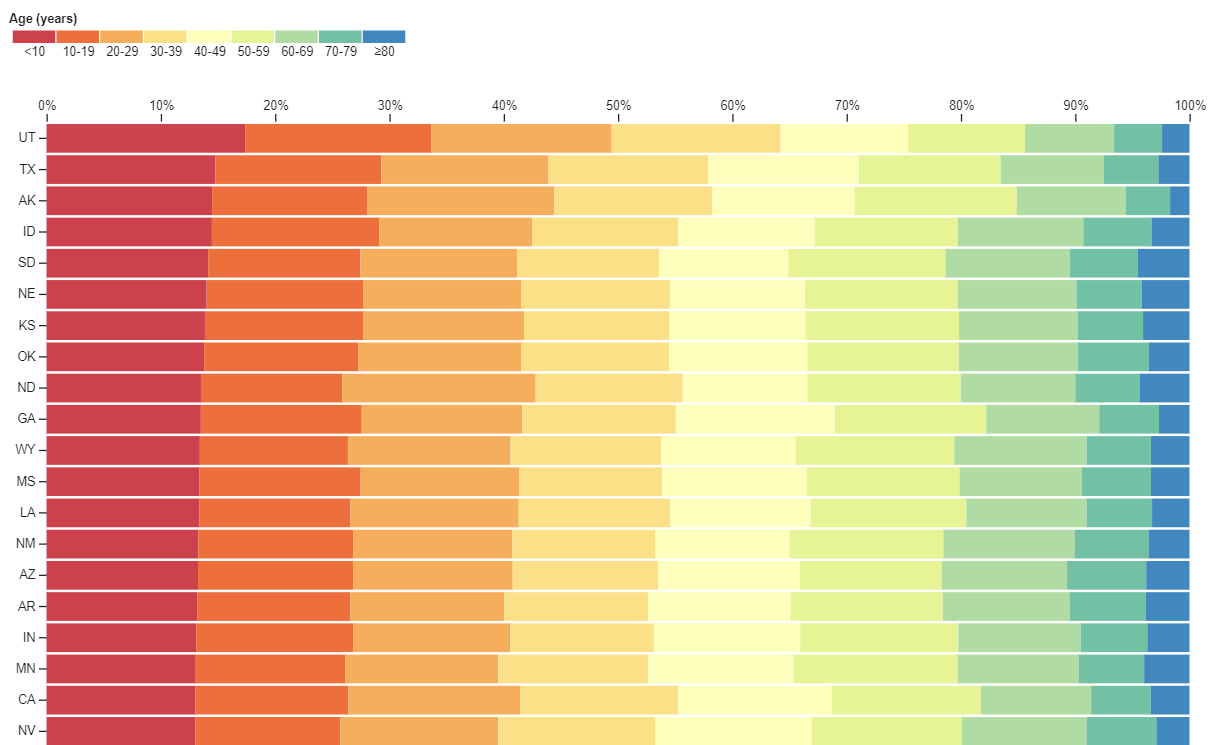 Age (years)
<10 10-19 20-29 30-39 40-49 50-59 60-69 70-79 ≥80
0% 10% 20% 30% 40% 50% 60% 70% 80% 90% 100%
UT
TX
AK
ID
SD
NE
KS
OK
ND
GA
WY
MS
LA
NM
AZ
AR
IN
MN
CA
NV